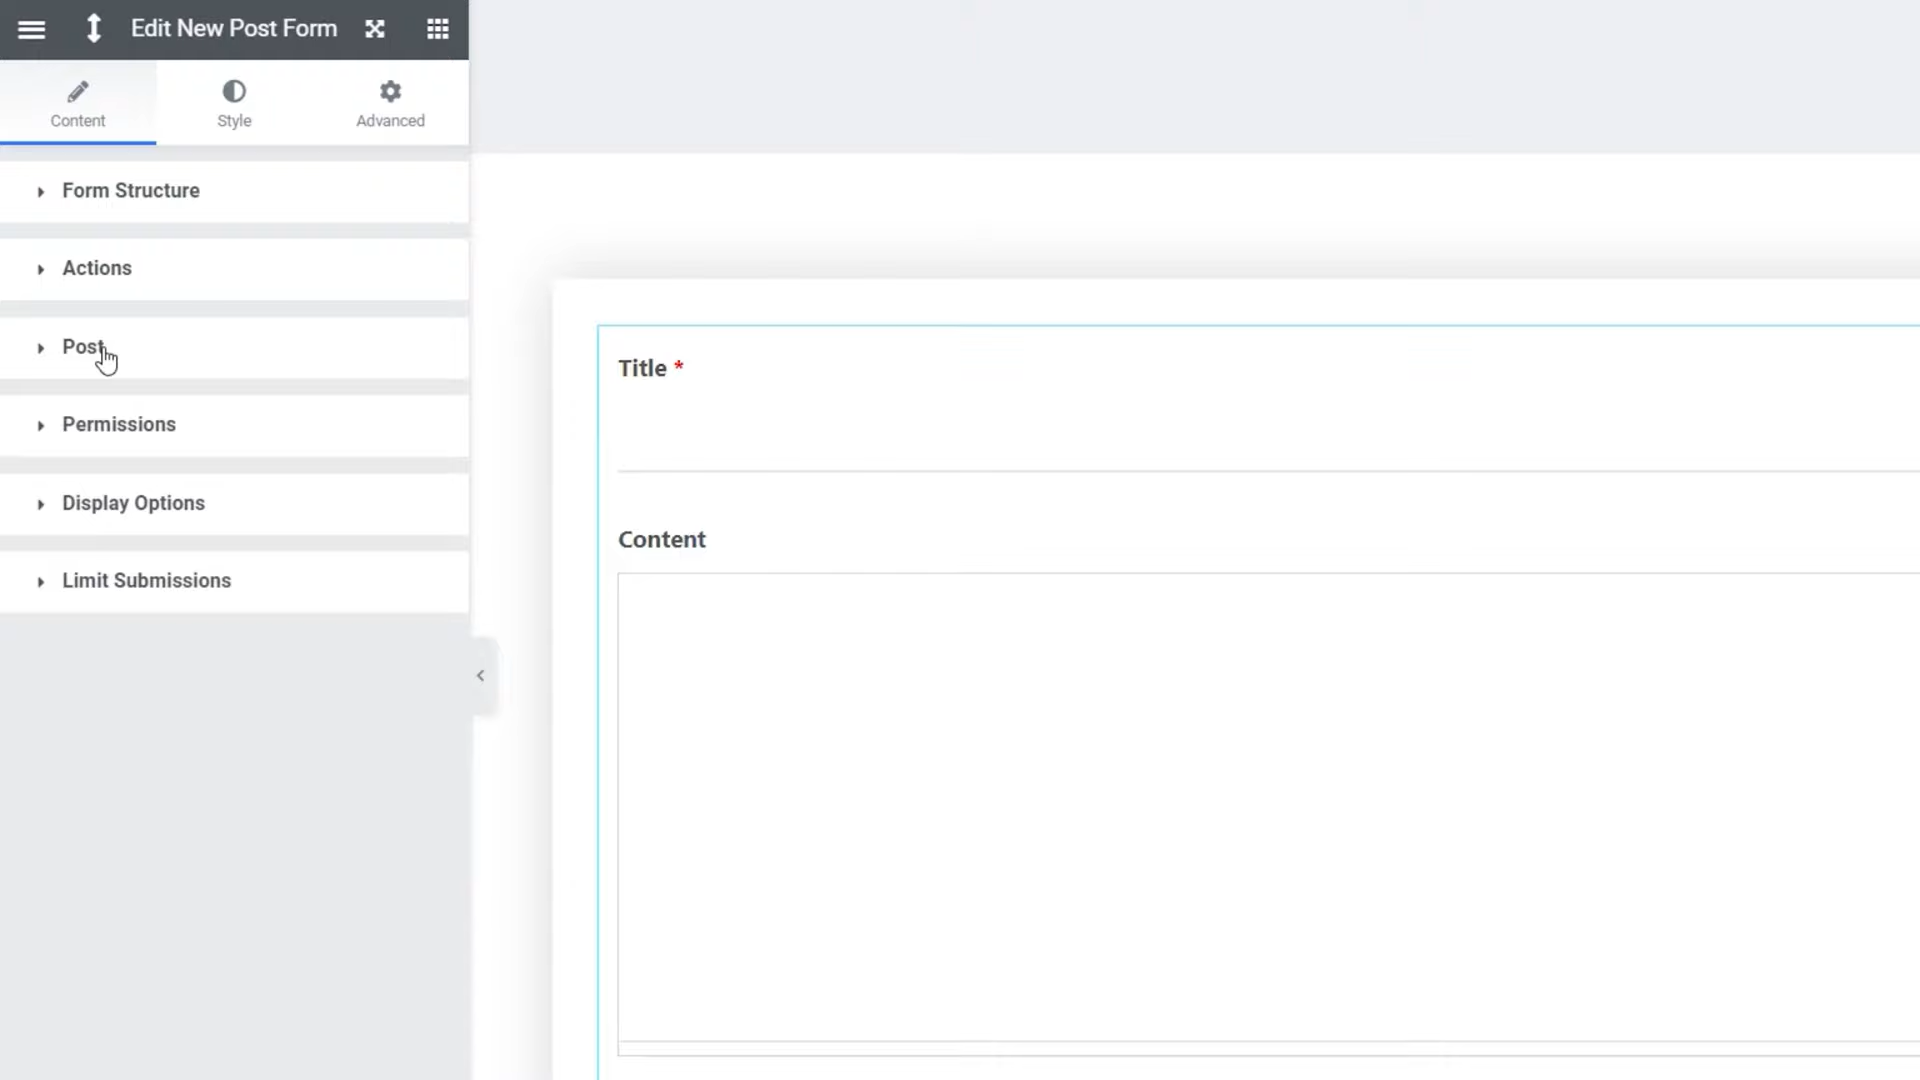 Edit New Post Form
Content
Style
Advanced
Form Structure
Actions
Post
Permissions
Display Options
Limit Submissions
Title *
Content